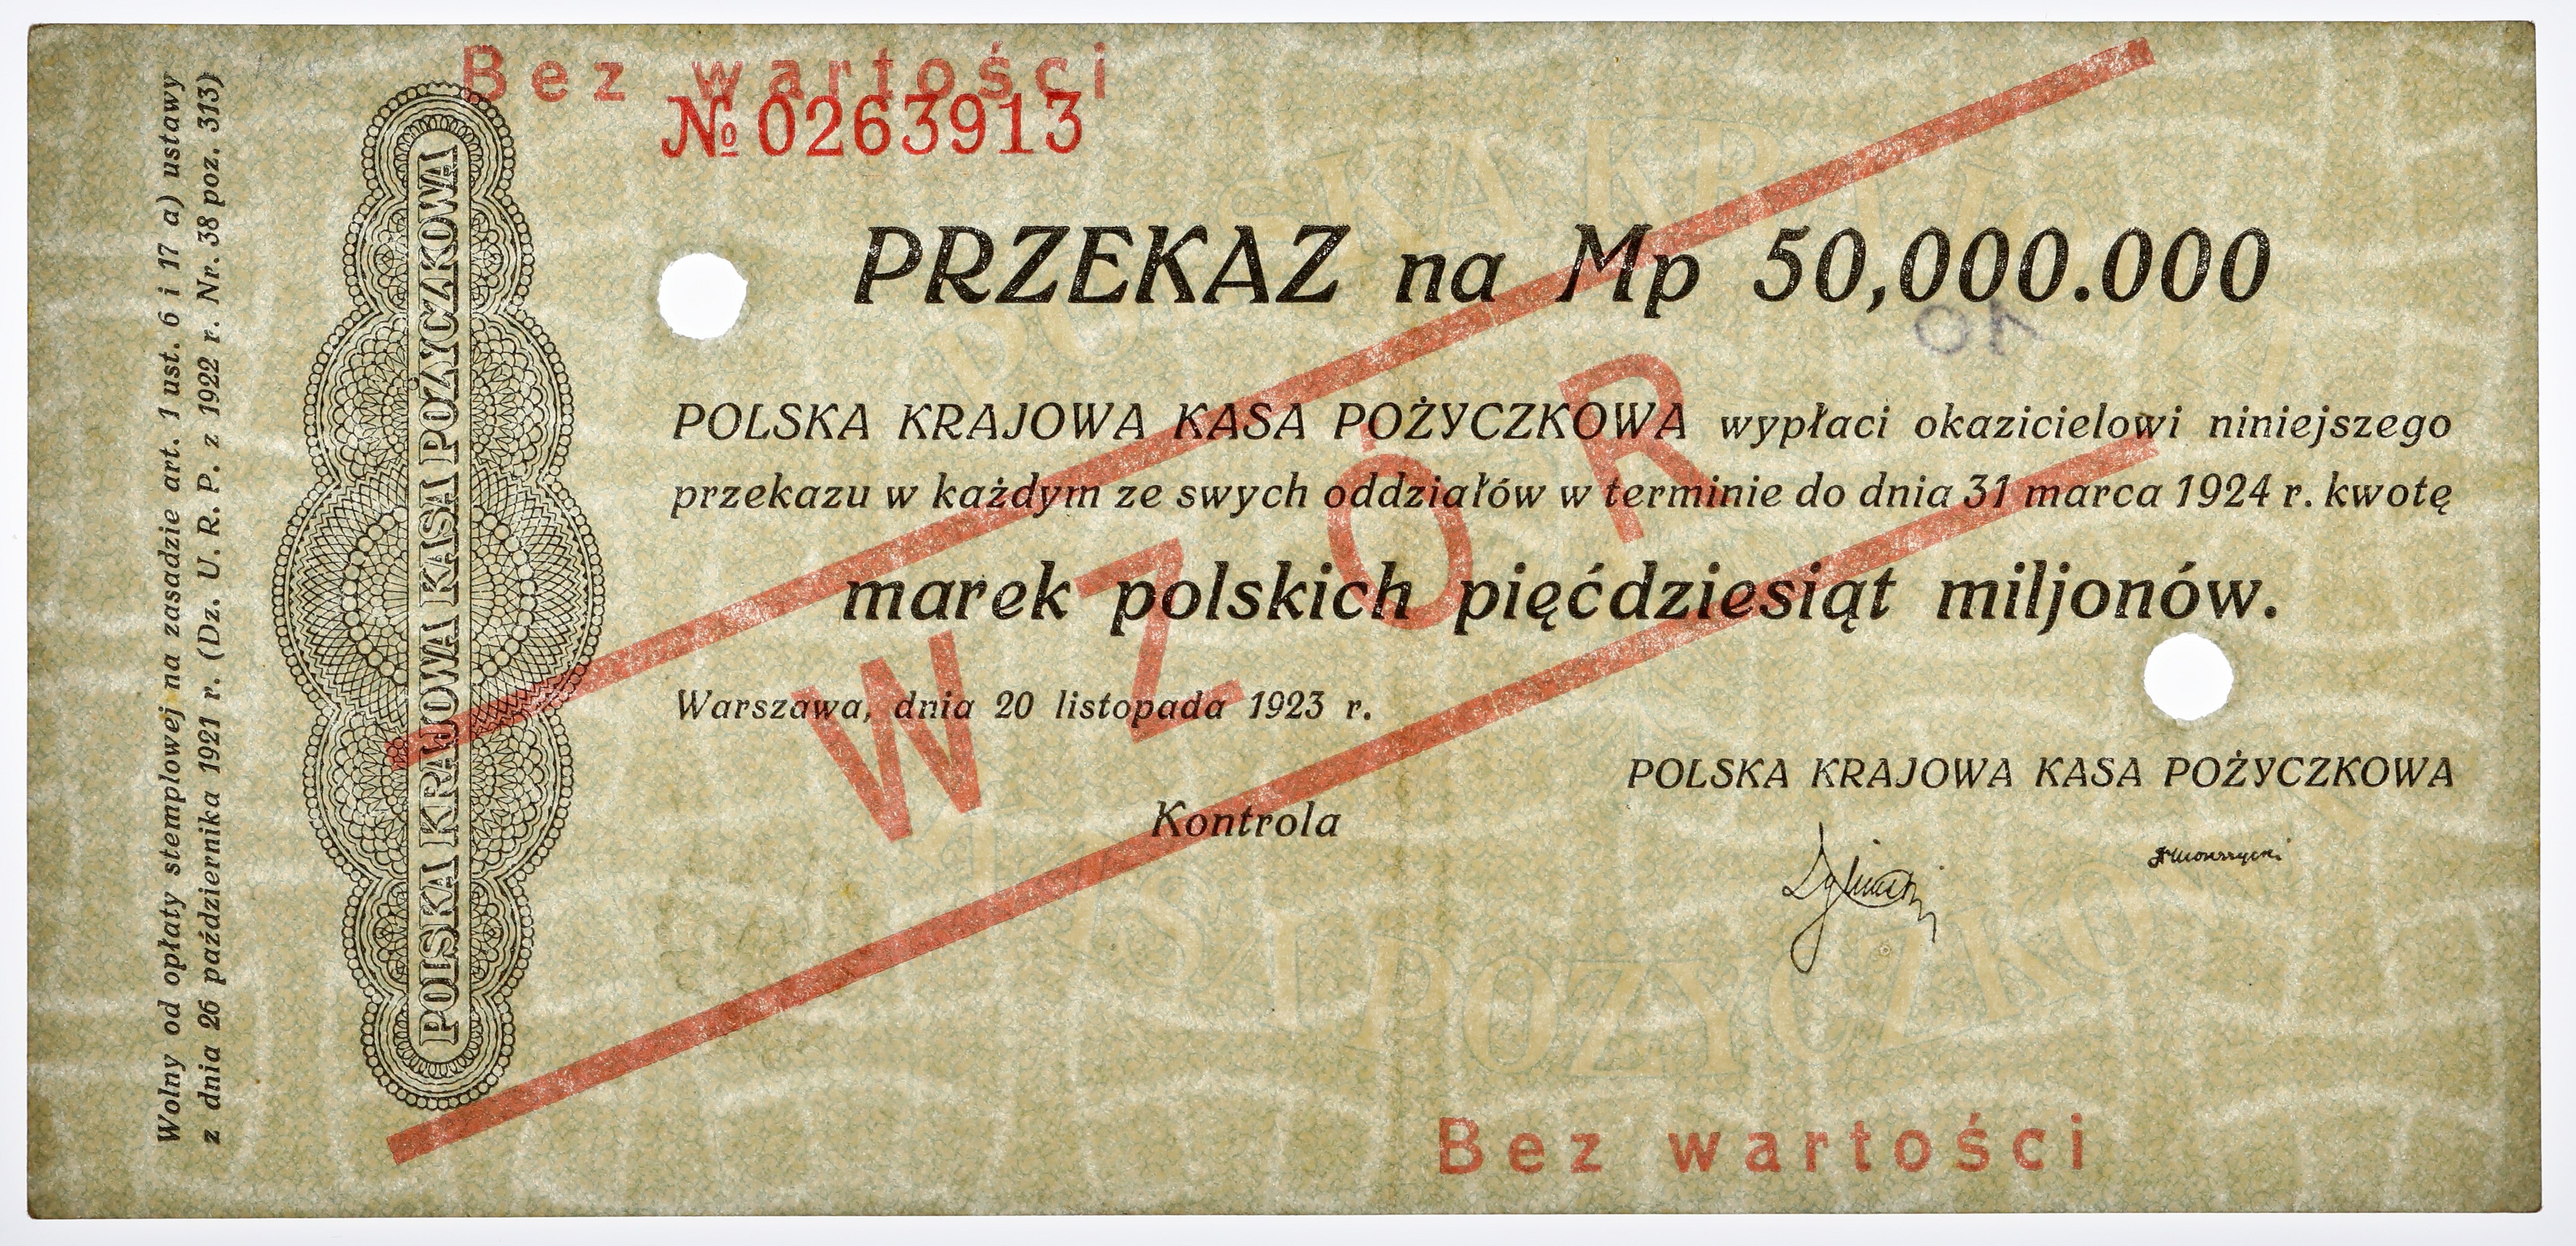 Bez wartości
№ 0263913
PRZEKAZ na Mp 50,000.000
POLSKA KRAJOWA KASA POŻYCZKOWA wypłaci okazicielowi niniejszego
przekazu w każdym ze swych oddziałów w terminie do dnia 31 marca 1924 r. kwotę
marek polskich pięćdziesiąt miljonów.
WZÓR
Warszawa, dnia 20 listopada 1923 r.
POLSKA KRAJOWA KASA POŻYCZKOWA
Kontrola
Bez wartości
Wolny od opłaty stemplowej na zasadzie art. 1 ust. 6 i 17 a) ustawy
z dnia 26 października 1921 r. (Dz. U. R. P. z 1922 r. Nr. 38 poz. 313)
POLSKA KRAJOWA KASA POŻYCZKOWA